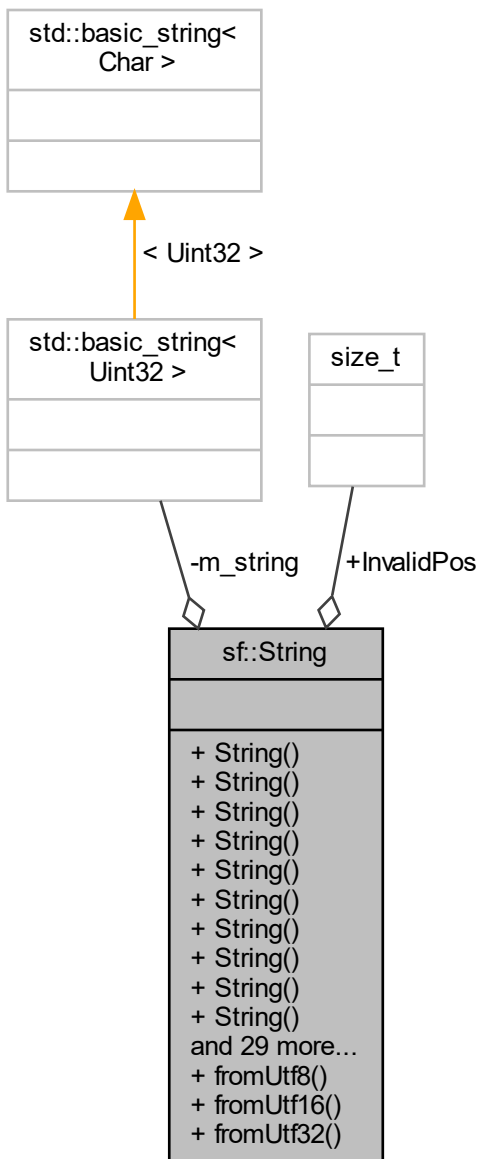 std::basic_string<
Char >
< Uint32 >
std::basic_string<
Uint32 >
size_t
-m_string
+InvalidPos
sf::String
+ String()
+ String()
+ String()
+ String()
+ String()
+ String()
+ String()
+ String()
+ String()
+ String()
and 29 more...
+ fromUtf8()
+ fromUtf16()
+ fromUtf32()